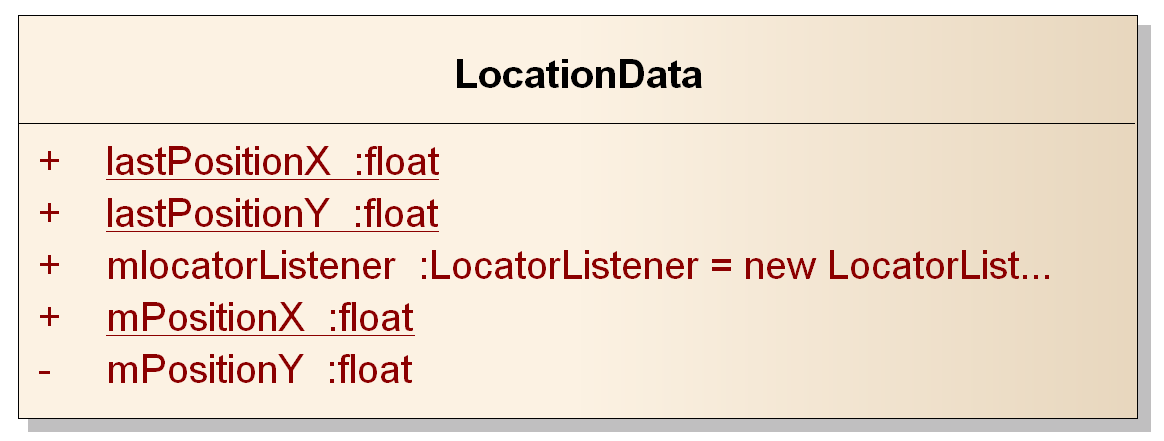 LocationData
+ lastPositionX :float
+ lastPositionY :float
+ mlocatorListener :LocatorListener = new LocatorList...
+ mPositionX :float
- mPositionY :float